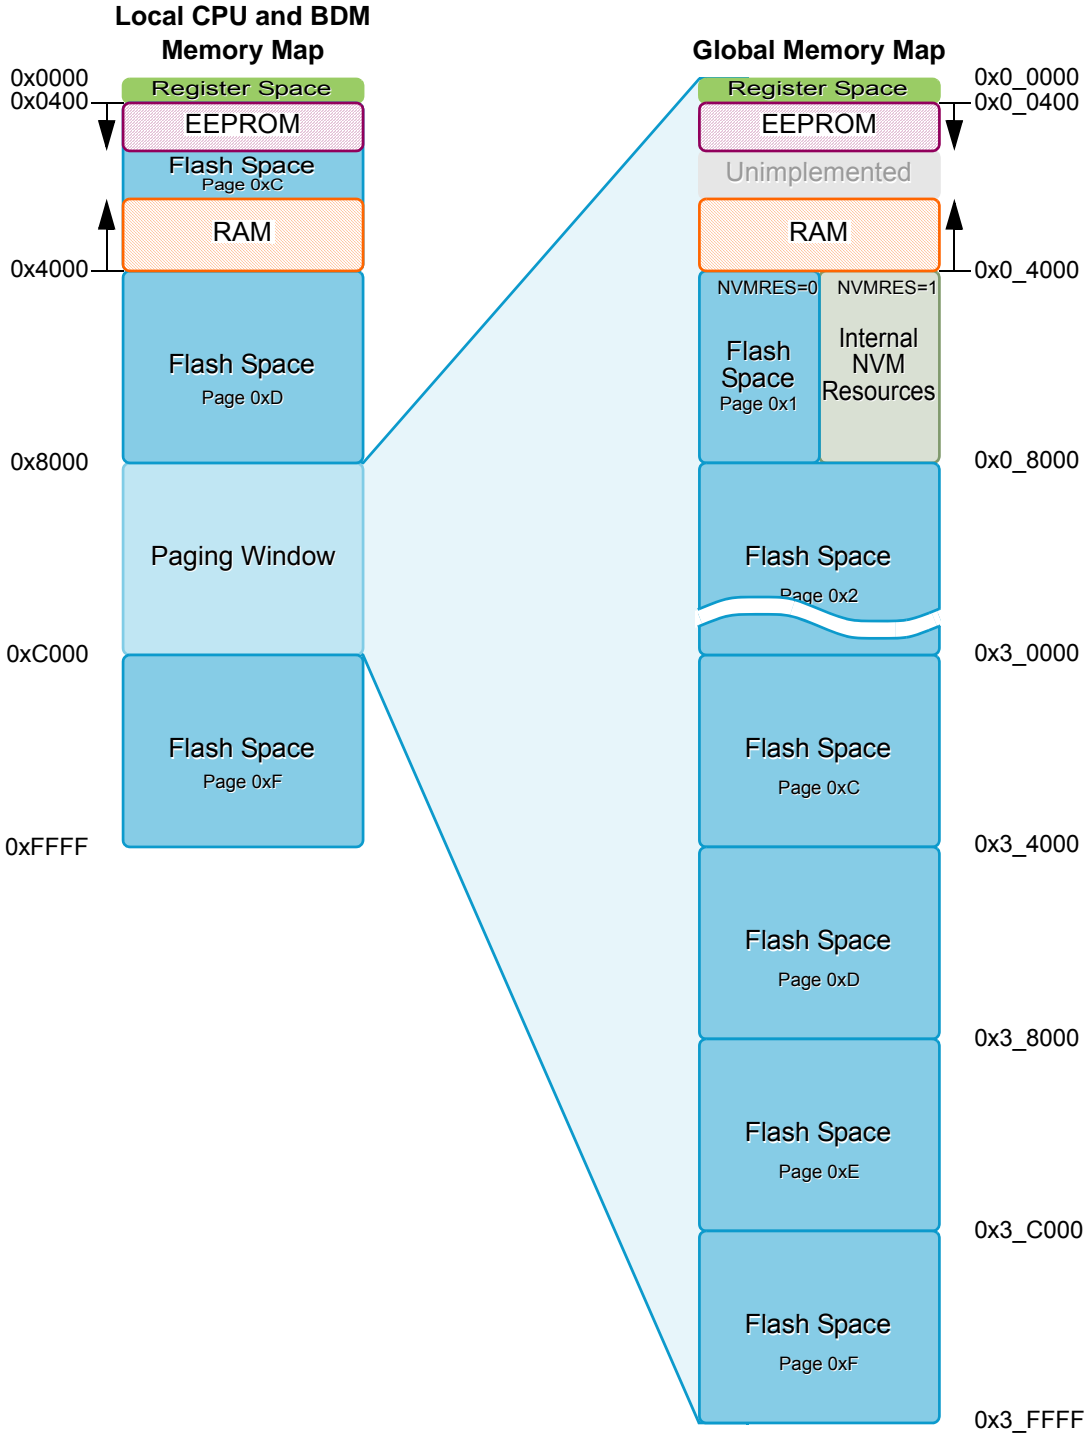 Local CPU and BDM
Memory Map
0x0000
0x0400
Register Space
EEPROM
Flash Space
Page 0xC
RAM
0x4000
Flash Space
Page 0xD
0x8000
Paging Window
0xC000
Flash Space
Page 0xF
0xFFFF
Global Memory Map
Register Space
0x0_0000
0x0_0400
EEPROM
Unimplemented
RAM
0x0_4000
NVMRES=0
NVMRES=1
Flash
Space
Page 0x1
Internal
NVM
Resources
0x0_8000
Flash Space
Page 0x2
0x3_0000
Flash Space
Page 0xC
0x3_4000
Flash Space
Page 0xD
0x3_8000
Flash Space
Page 0xE
0x3_C000
Flash Space
Page 0xF
0x3_FFFF